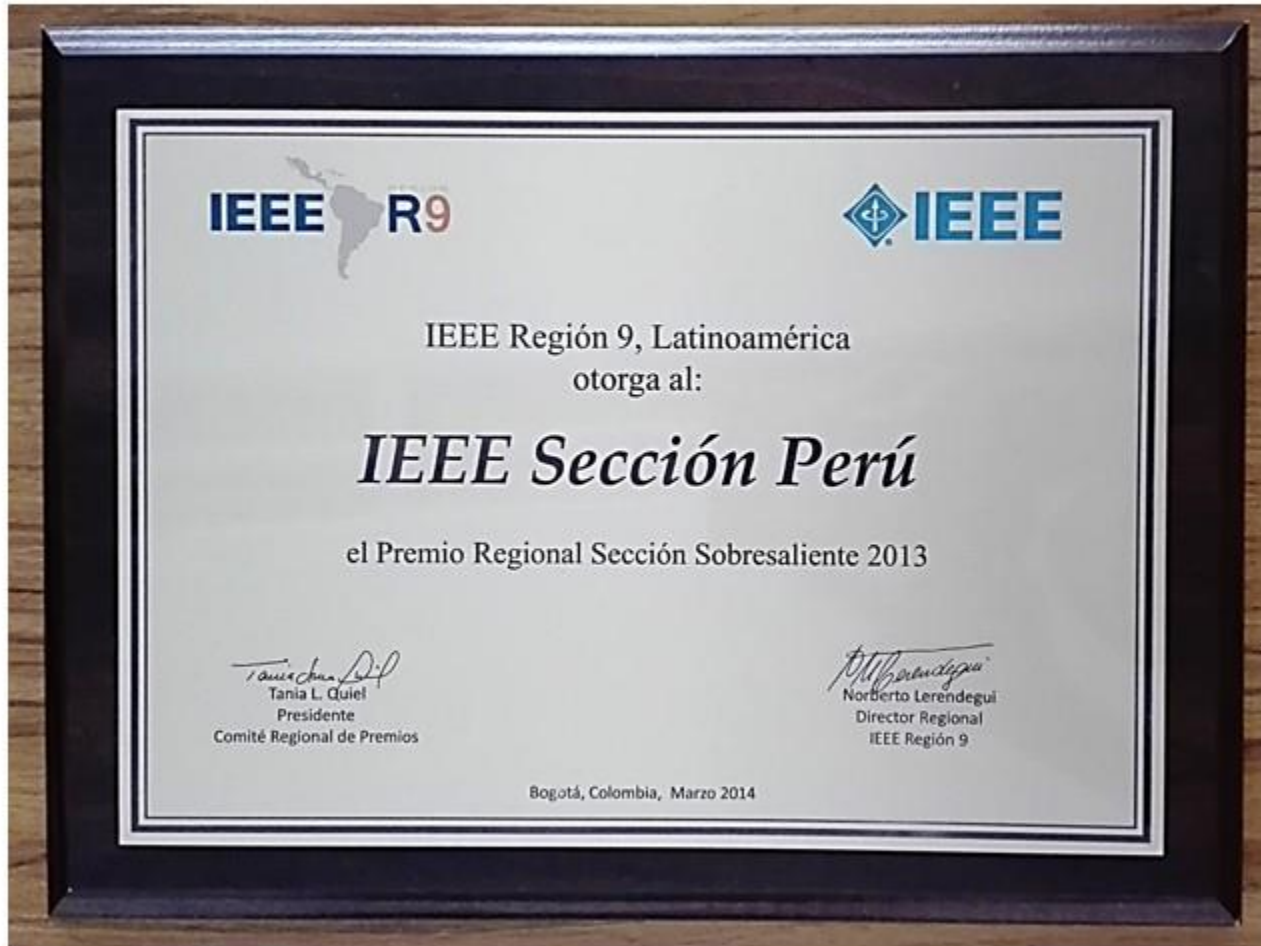 IEEE R9
IEEE
IEEE Región 9, Latinoamérica
otorga al:
IEEE Sección Perú
el Premio Regional Sección Sobresaliente 2013
Tania L. Quiel
Presidente
Comité Regional de Premios
Norberto Lerendegui
Director Regional
IEEE Región 9
Bogotá, Colombia, Marzo 2014